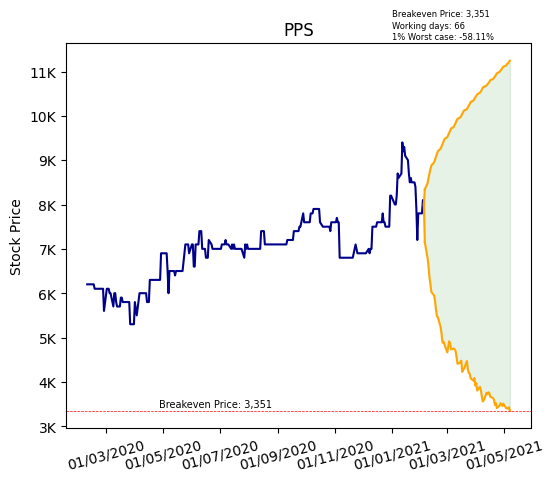 Breakeven Price: 3,351
Working days: 66
1% Worst case: -58.11%
PPS
Stock Price
11K
10K
9K
8K
7K
6K
5K
4K
3K
Breakeven Price: 3,351
01/03/2020
01/05/2020
01/07/2020
01/09/2020
01/11/2020
01/01/2021
01/03/2021
01/05/2021